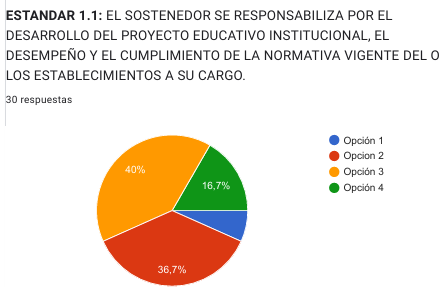 ESTANDAR 1.1: EL SOSTENEDOR SE RESPONSABILIZA POR EL
DESARROLLO DEL PROYECTO EDUCATIVO INSTITUCIONAL, EL
DESEMPEÑO Y EL CUMPLIMIENTO DE LA NORMATIVA VIGENTE DEL O
LOS ESTABLECIMIENTOS A SU CARGO.
30 respuestas
Opción 1
Opción 2
Opción 3
Opción 4
40%
16,7%
36,7%